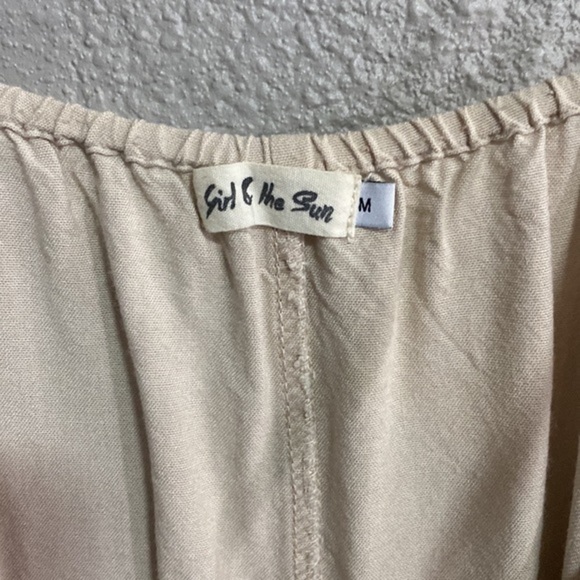 Girl & the Sun
M